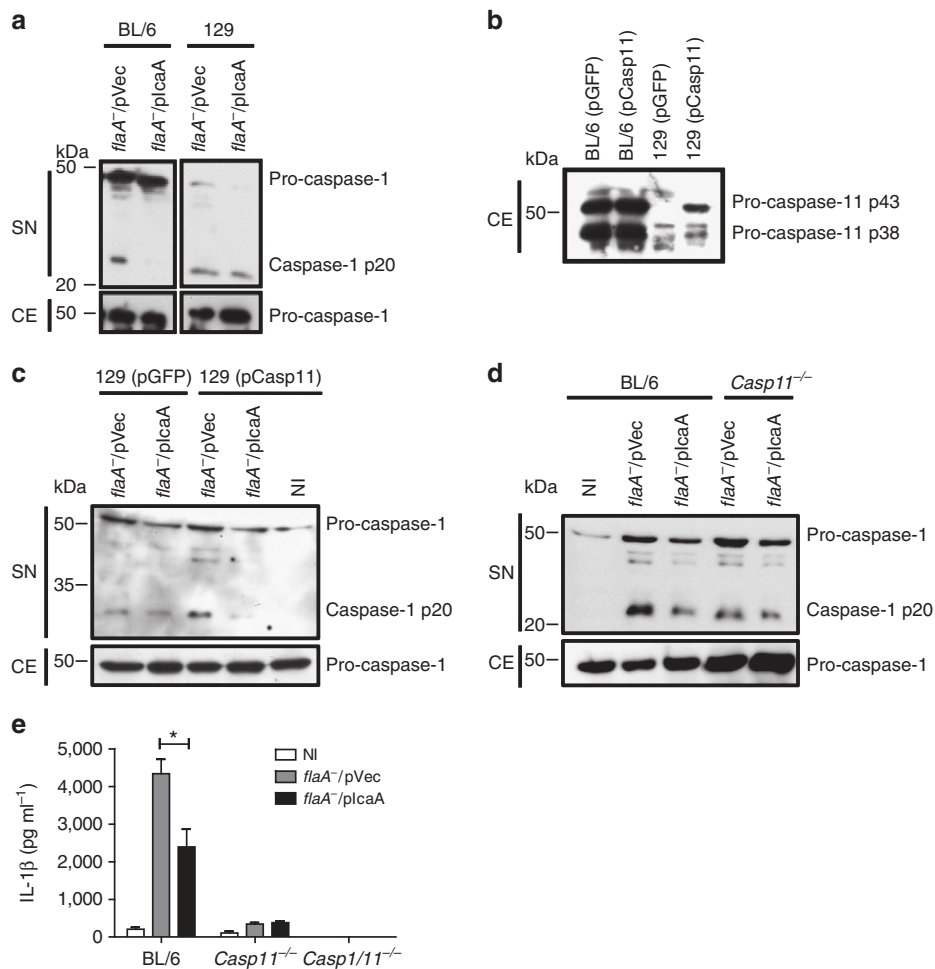 a
BL/6 129
flaA⁻/pVec
flaA⁻/pIcaA
flaA⁻/pVec
flaA⁻/pIcaA
kDa
50
SN
20
CE 50
Pro-caspase-1
Caspase-1 p20
Pro-caspase-1
b
BL/6 (pGFP)
BL/6 (pCasp11)
129 (pGFP)
129 (pCasp11)
kDa
CE 50
Pro-caspase-11 p43
Pro-caspase-11 p38
c
129 (pGFP) 129 (pCasp11)
flaA⁻/pVec
flaA⁻/pIcaA
flaA⁻/pVec
flaA⁻/pIcaA
NI
kDa
50
SN
35
CE 50
Pro-caspase-1
Caspase-1 p20
Pro-caspase-1
d
BL/6 Casp11⁻/⁻
NI
flaA⁻/pVec
flaA⁻/pIcaA
flaA⁻/pVec
flaA⁻/pIcaA
kDa
50
SN
20
CE 50
Pro-caspase-1
Caspase-1 p20
Pro-caspase-1
e
IL-1β (pg ml⁻¹)
5,000
4,000
3,000
2,000
1,000
0
*
NI
flaA⁻/pVec
flaA⁻/pIcaA
BL/6 Casp11⁻/⁻ Casp1/11⁻/⁻